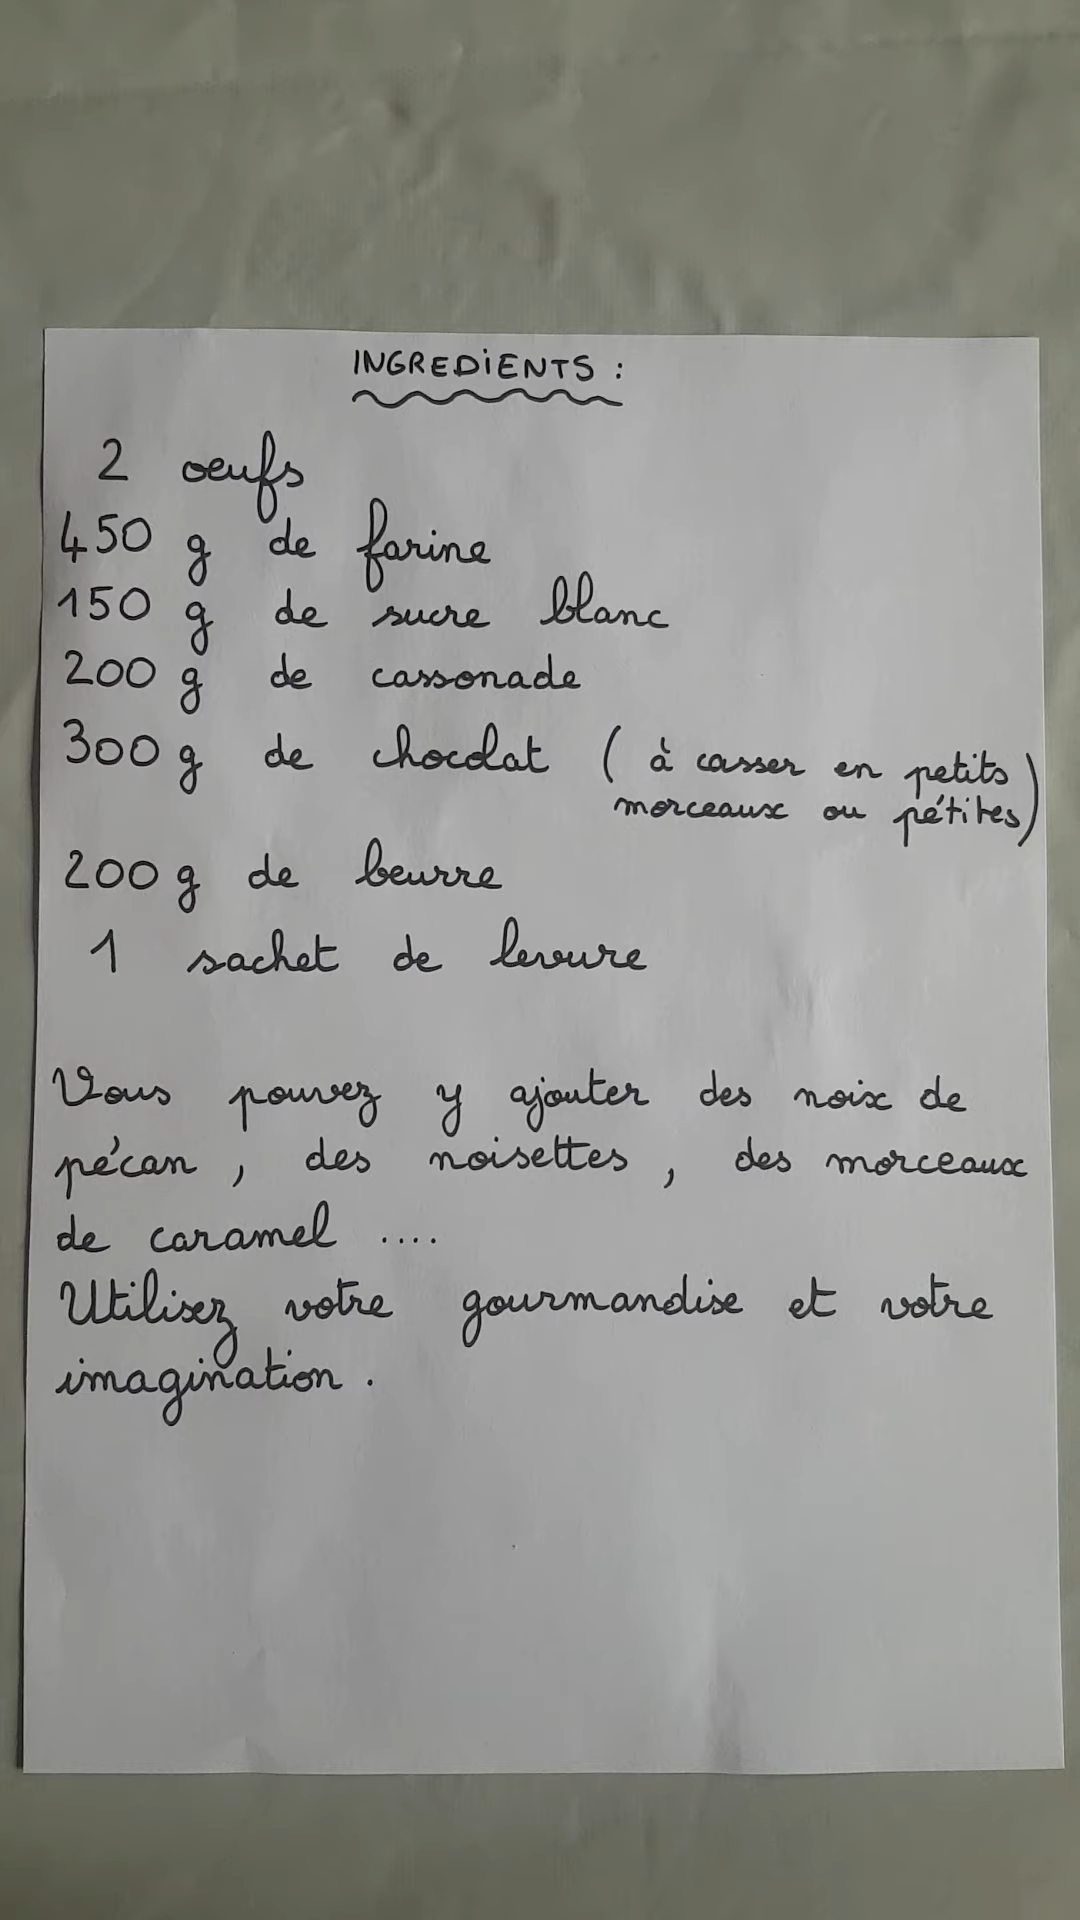 INGREDIENTS :
2 oeufs
450 g de farine
150 g de sucre blanc
200 g de cassonade
300 g de chocolat ( à casser en petits
morceaux ou pétites)
200 g de beurre
1 sachet de levure
Vous pouvez y ajouter des noix de
pécan , des noisettes , des morceaux
de caramel ....
Utilisez votre gourmandise et votre
imagination .